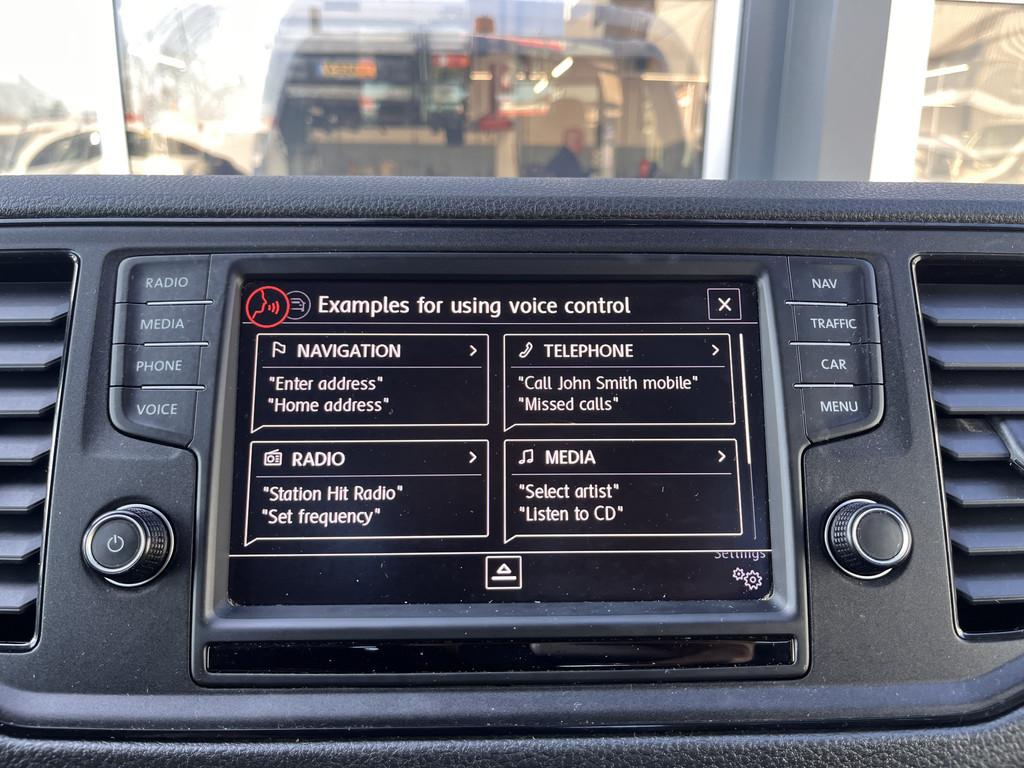 RADIO
MEDIA
PHONE
VOICE
Examples for using voice control
X
NAVIGATION >
"Enter address"
"Home address"
TELEPHONE >
"Call John Smith mobile"
"Missed calls"
RADIO >
"Station Hit Radio"
"Set frequency"
MEDIA >
"Select artist"
"Listen to CD"
Settings
NAV
TRAFFIC
CAR
MENU